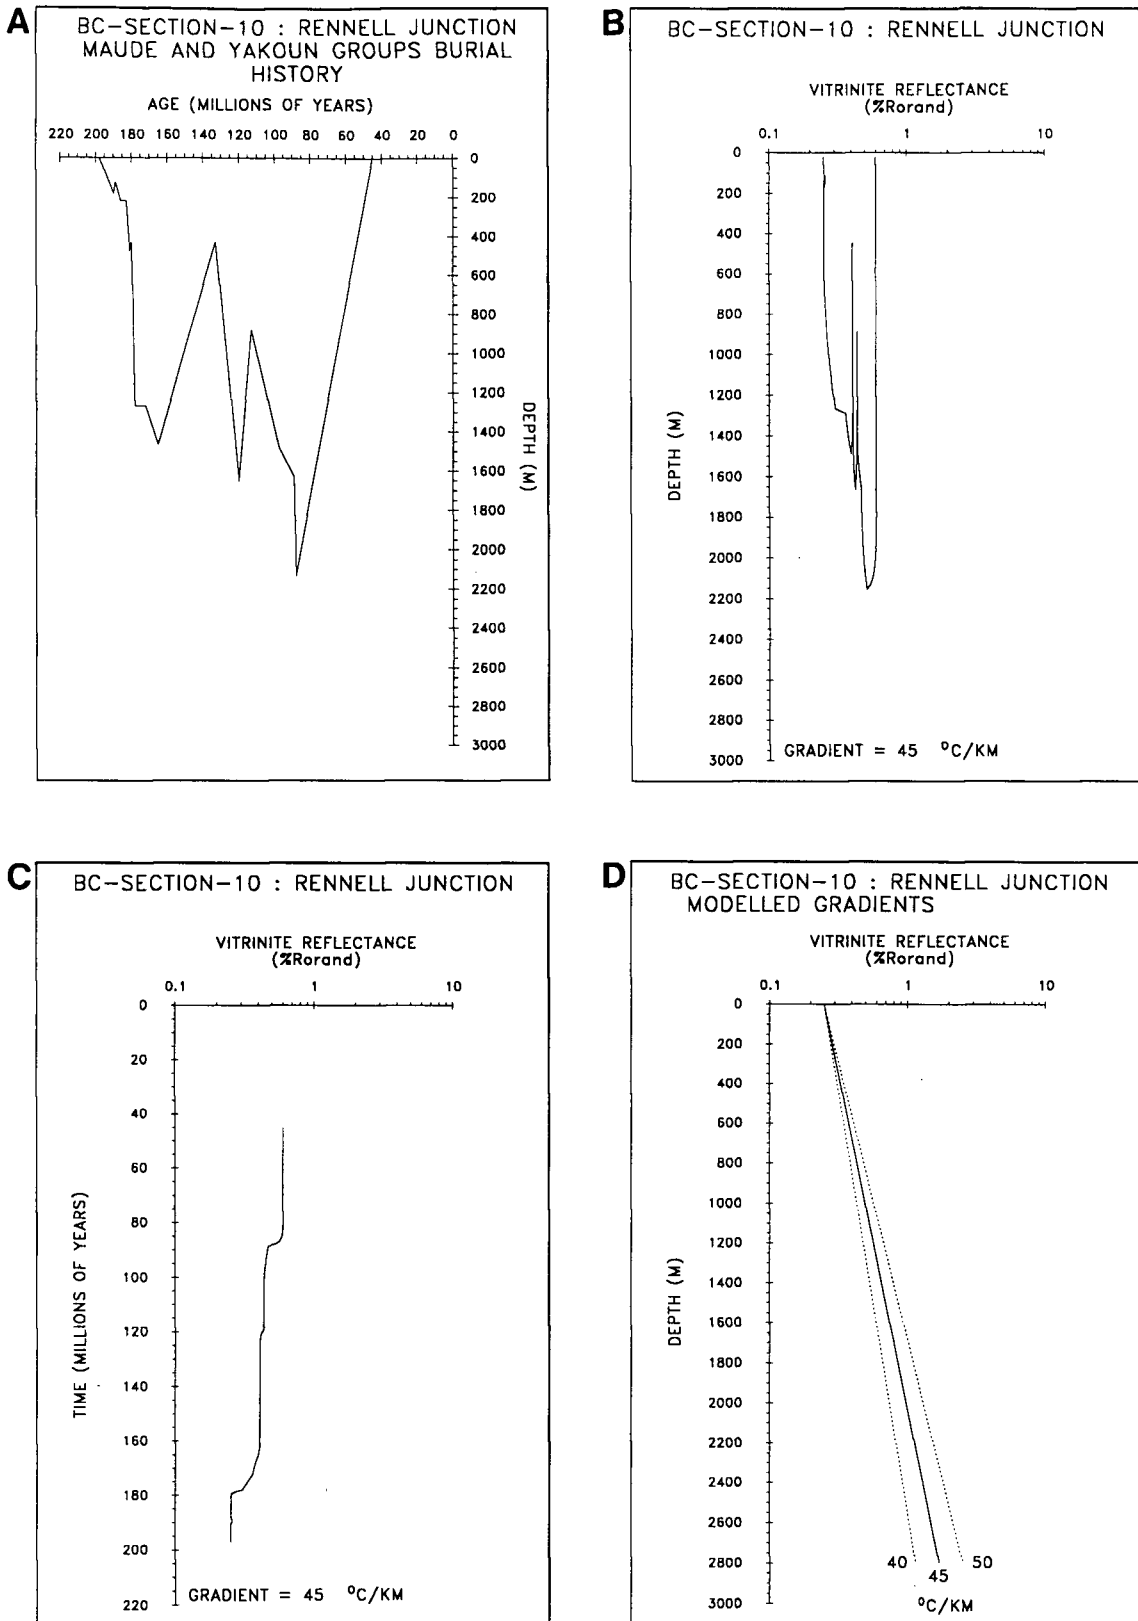 A
BC-SECTION-10 : RENNELL JUNCTION
MAUDE AND YAKOUN GROUPS BURIAL
HISTORY
AGE (MILLIONS OF YEARS)
220 200 180 160 140 120 100 80 60 40 20 0
0
200
400
600
800
1000
1200
1400
1600
1800
2000
2200
2400
2600
2800
3000
DEPTH (M)
B
BC-SECTION-10 : RENNELL JUNCTION
VITRINITE REFLECTANCE
(%Rorand)
0.1 1 10
0
200
400
600
800
1000
1200
1400
1600
1800
2000
2200
2400
2600
2800
3000
DEPTH (M)
GRADIENT = 45 °C/KM
C
BC-SECTION-10 : RENNELL JUNCTION
VITRINITE REFLECTANCE
(%Rorand)
0.1 1 10
0
20
40
60
80
100
120
140
160
180
200
220
TIME (MILLIONS OF YEARS)
GRADIENT = 45 °C/KM
D
BC-SECTION-10 : RENNELL JUNCTION
MODELLED GRADIENTS
VITRINITE REFLECTANCE
(%Rorand)
0.1 1 10
0
200
400
600
800
1000
1200
1400
1600
1800
2000
2200
2400
2600
2800
3000
DEPTH (M)
40 45 50
°C/KM